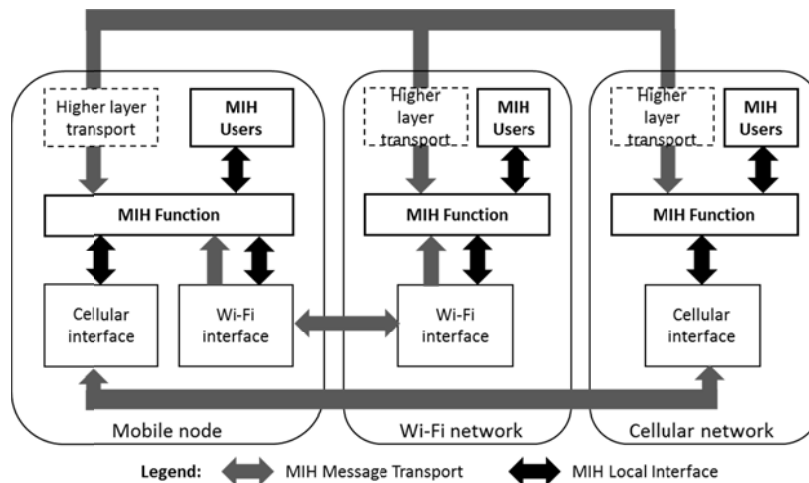 Higher layer
transport
MIH
Users
MIH Function
Cellular
interface
Wi-Fi
interface
Mobile node
Higher
layer
transport
MIH
Users
MIH Function
Wi-Fi
interface
Wi-Fi network
Higher
layer
transport
MIH
Users
MIH Function
Cellular
interface
Cellular network
Legend: MIH Message Transport MIH Local Interface